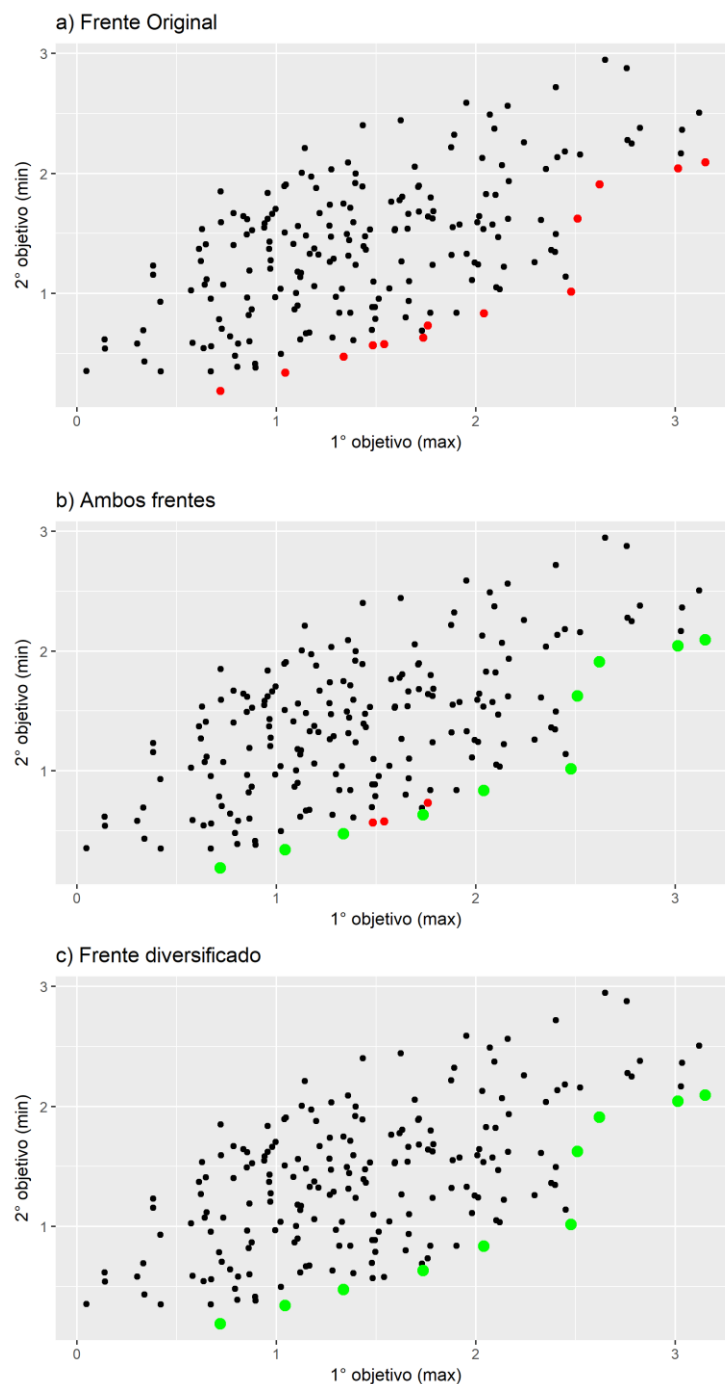 a) Frente Original
3
2
1
2° objetivo (min)
0
1
2
3
1° objetivo (max)
b) Ambos frentes
3
2
1
2° objetivo (min)
0
1
2
3
1° objetivo (max)
c) Frente diversificado
3
2
1
2° objetivo (min)
0
1
2
3
1° objetivo (max)